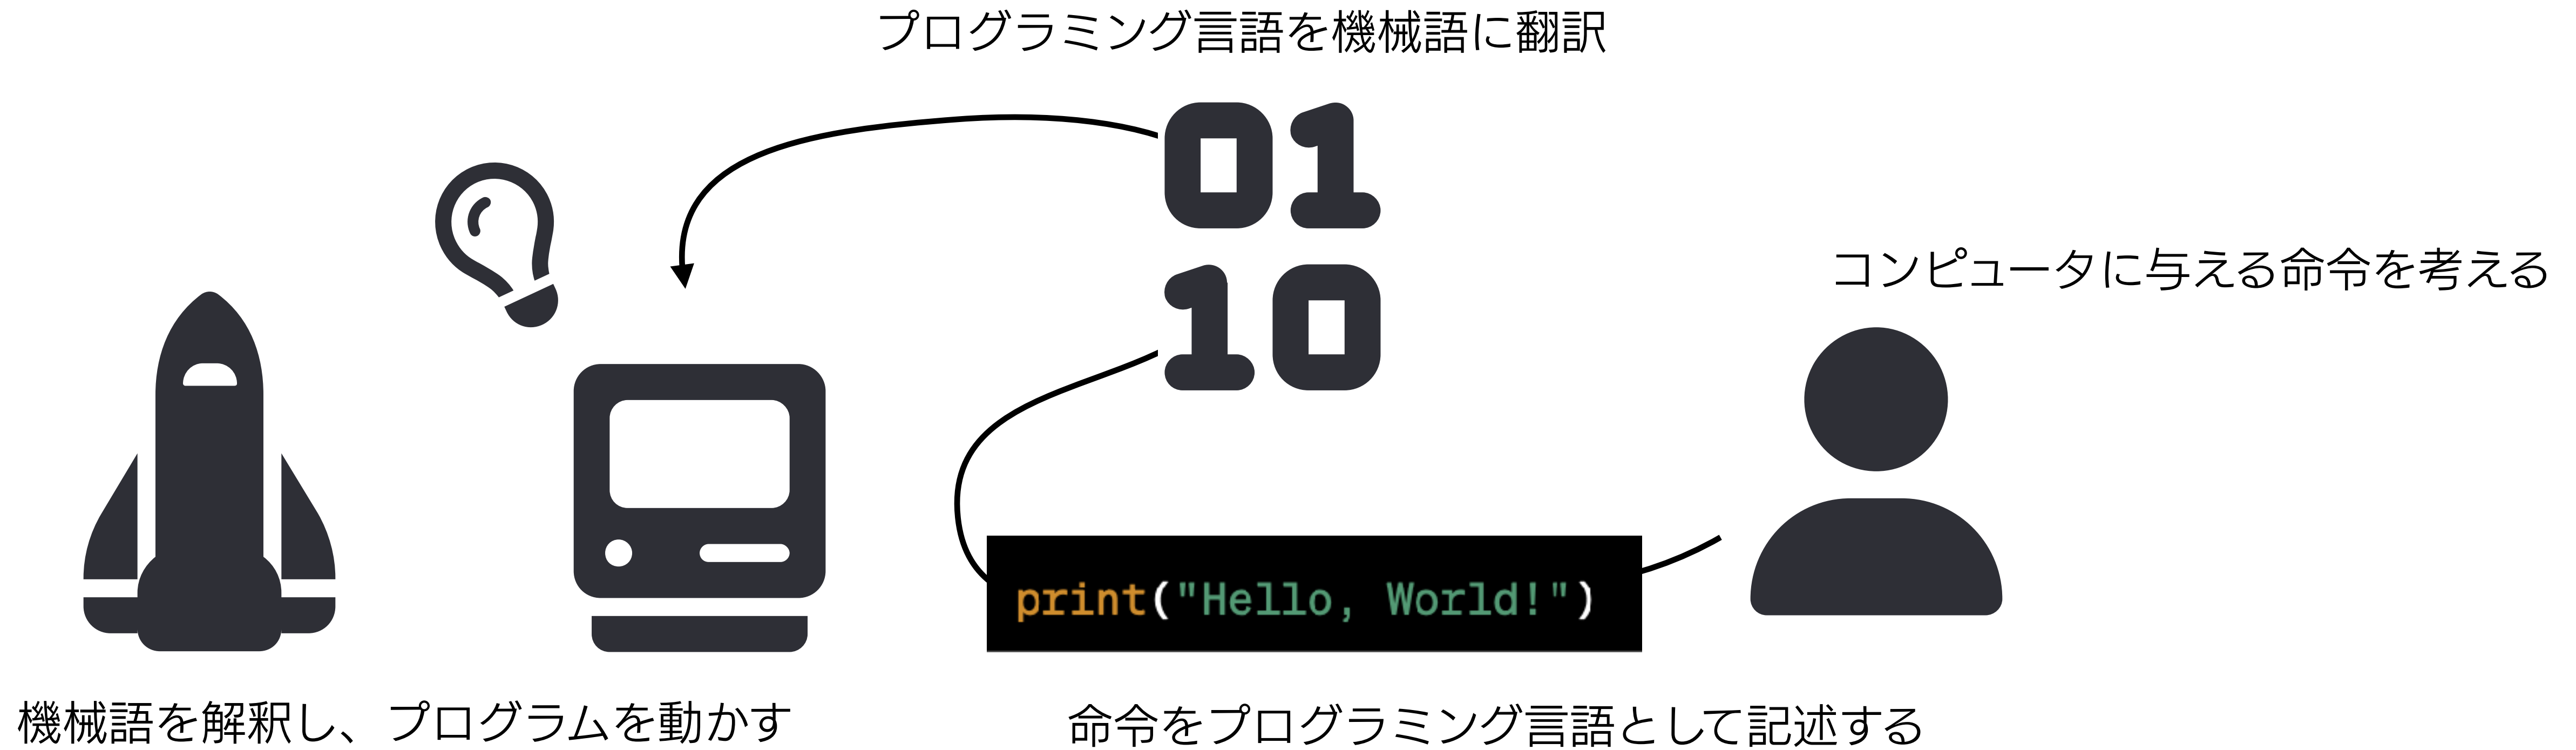 プログラミング言語を機械語に翻訳
01
10
コンピュータに与える命令を考える
print("Hello, World!")
機械語を解釈し、プログラムを動かす
命令をプログラミング言語として記述する